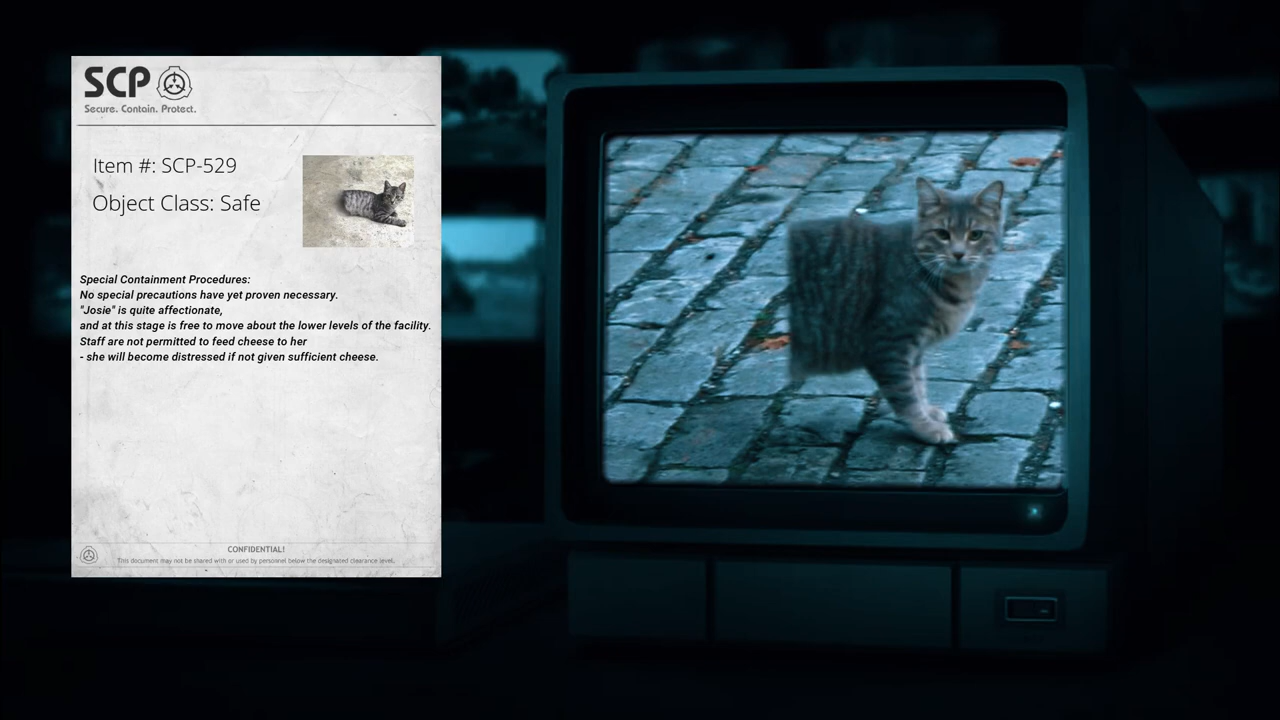 SCP
Secure. Contain. Protect.
Item #: SCP-529
Object Class: Safe
Special Containment Procedures:
No special precautions have yet proven necessary.
"Josie" is quite affectionate,
and at this stage is free to move about the lower levels of the facility.
Staff are not permitted to feed cheese to her
- she will become distressed if not given sufficient cheese.
CONFIDENTIAL!
This document may not be shared with or used by personnel below the designated clearance level.